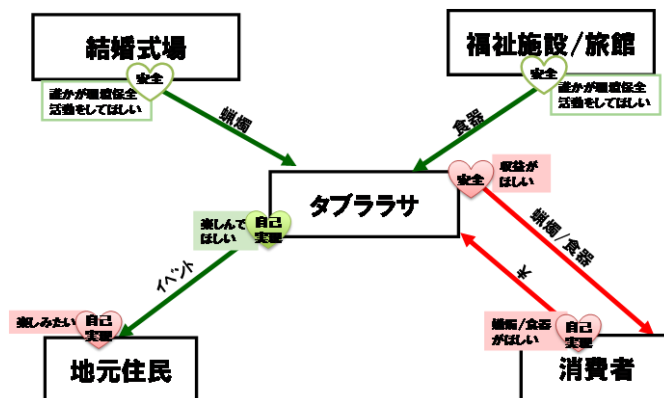 結婚式場
福祉施設/旅館
安全
安全
誰かが環境保全
活動をしてほしい
誰かが環境保全
活動をしてほしい
蝋燭
食器
タブララサ
安全
収益が
ほしい
楽しんで
ほしい
自己
実現
蝋燭/食器
イベント
楽しみたい
自己
実現
蝋燭/食器
がほしい
自己
実現
地元住民
消費者